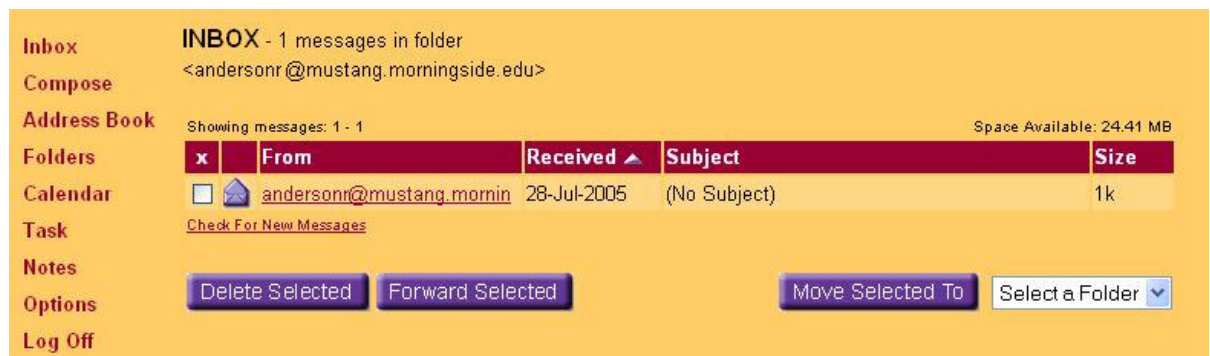 Inbox
Compose
Address Book
Folders
Calendar
Task
Notes
Options
Log Off
INBOX - 1 messages in folder
<andersonr@mustang.morningside.edu>
Showing messages: 1 - 1 Space Available: 24.41 MB
x From Received Subject Size
andersonr@mustang.mornin 28-Jul-2005 (No Subject) 1k
Check For New Messages
Delete Selected Forward Selected Move Selected To Select a Folder